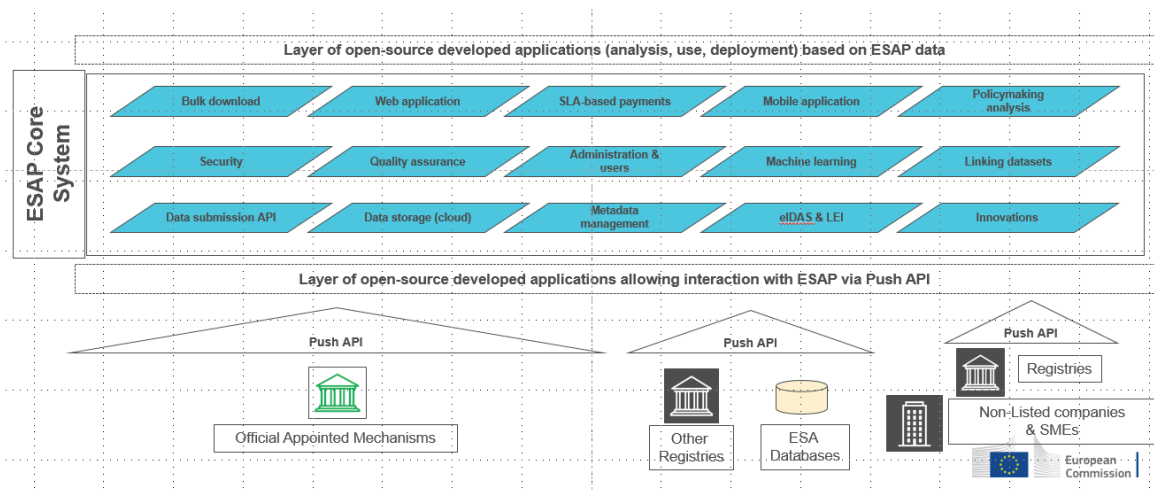 Layer of open-source developed applications (analysis, use, deployment) based on ESAP data
ESAP Core
System
Bulk download
Web application
SLA-based payments
Mobile application
Policymaking
analysis
Security
Quality assurance
Administration &
users
Machine learning
Linking datasets
Data submission API
Data storage (cloud)
Metadata
management
eIDAS & LEI
Innovations
Layer of open-source developed applications allowing interaction with ESAP via Push API
Push API
Push API
Push API
Official Appointed Mechanisms
Other
Registries
ESA
Databases
Registries
Non-Listed companies
& SMEs
European
Commission